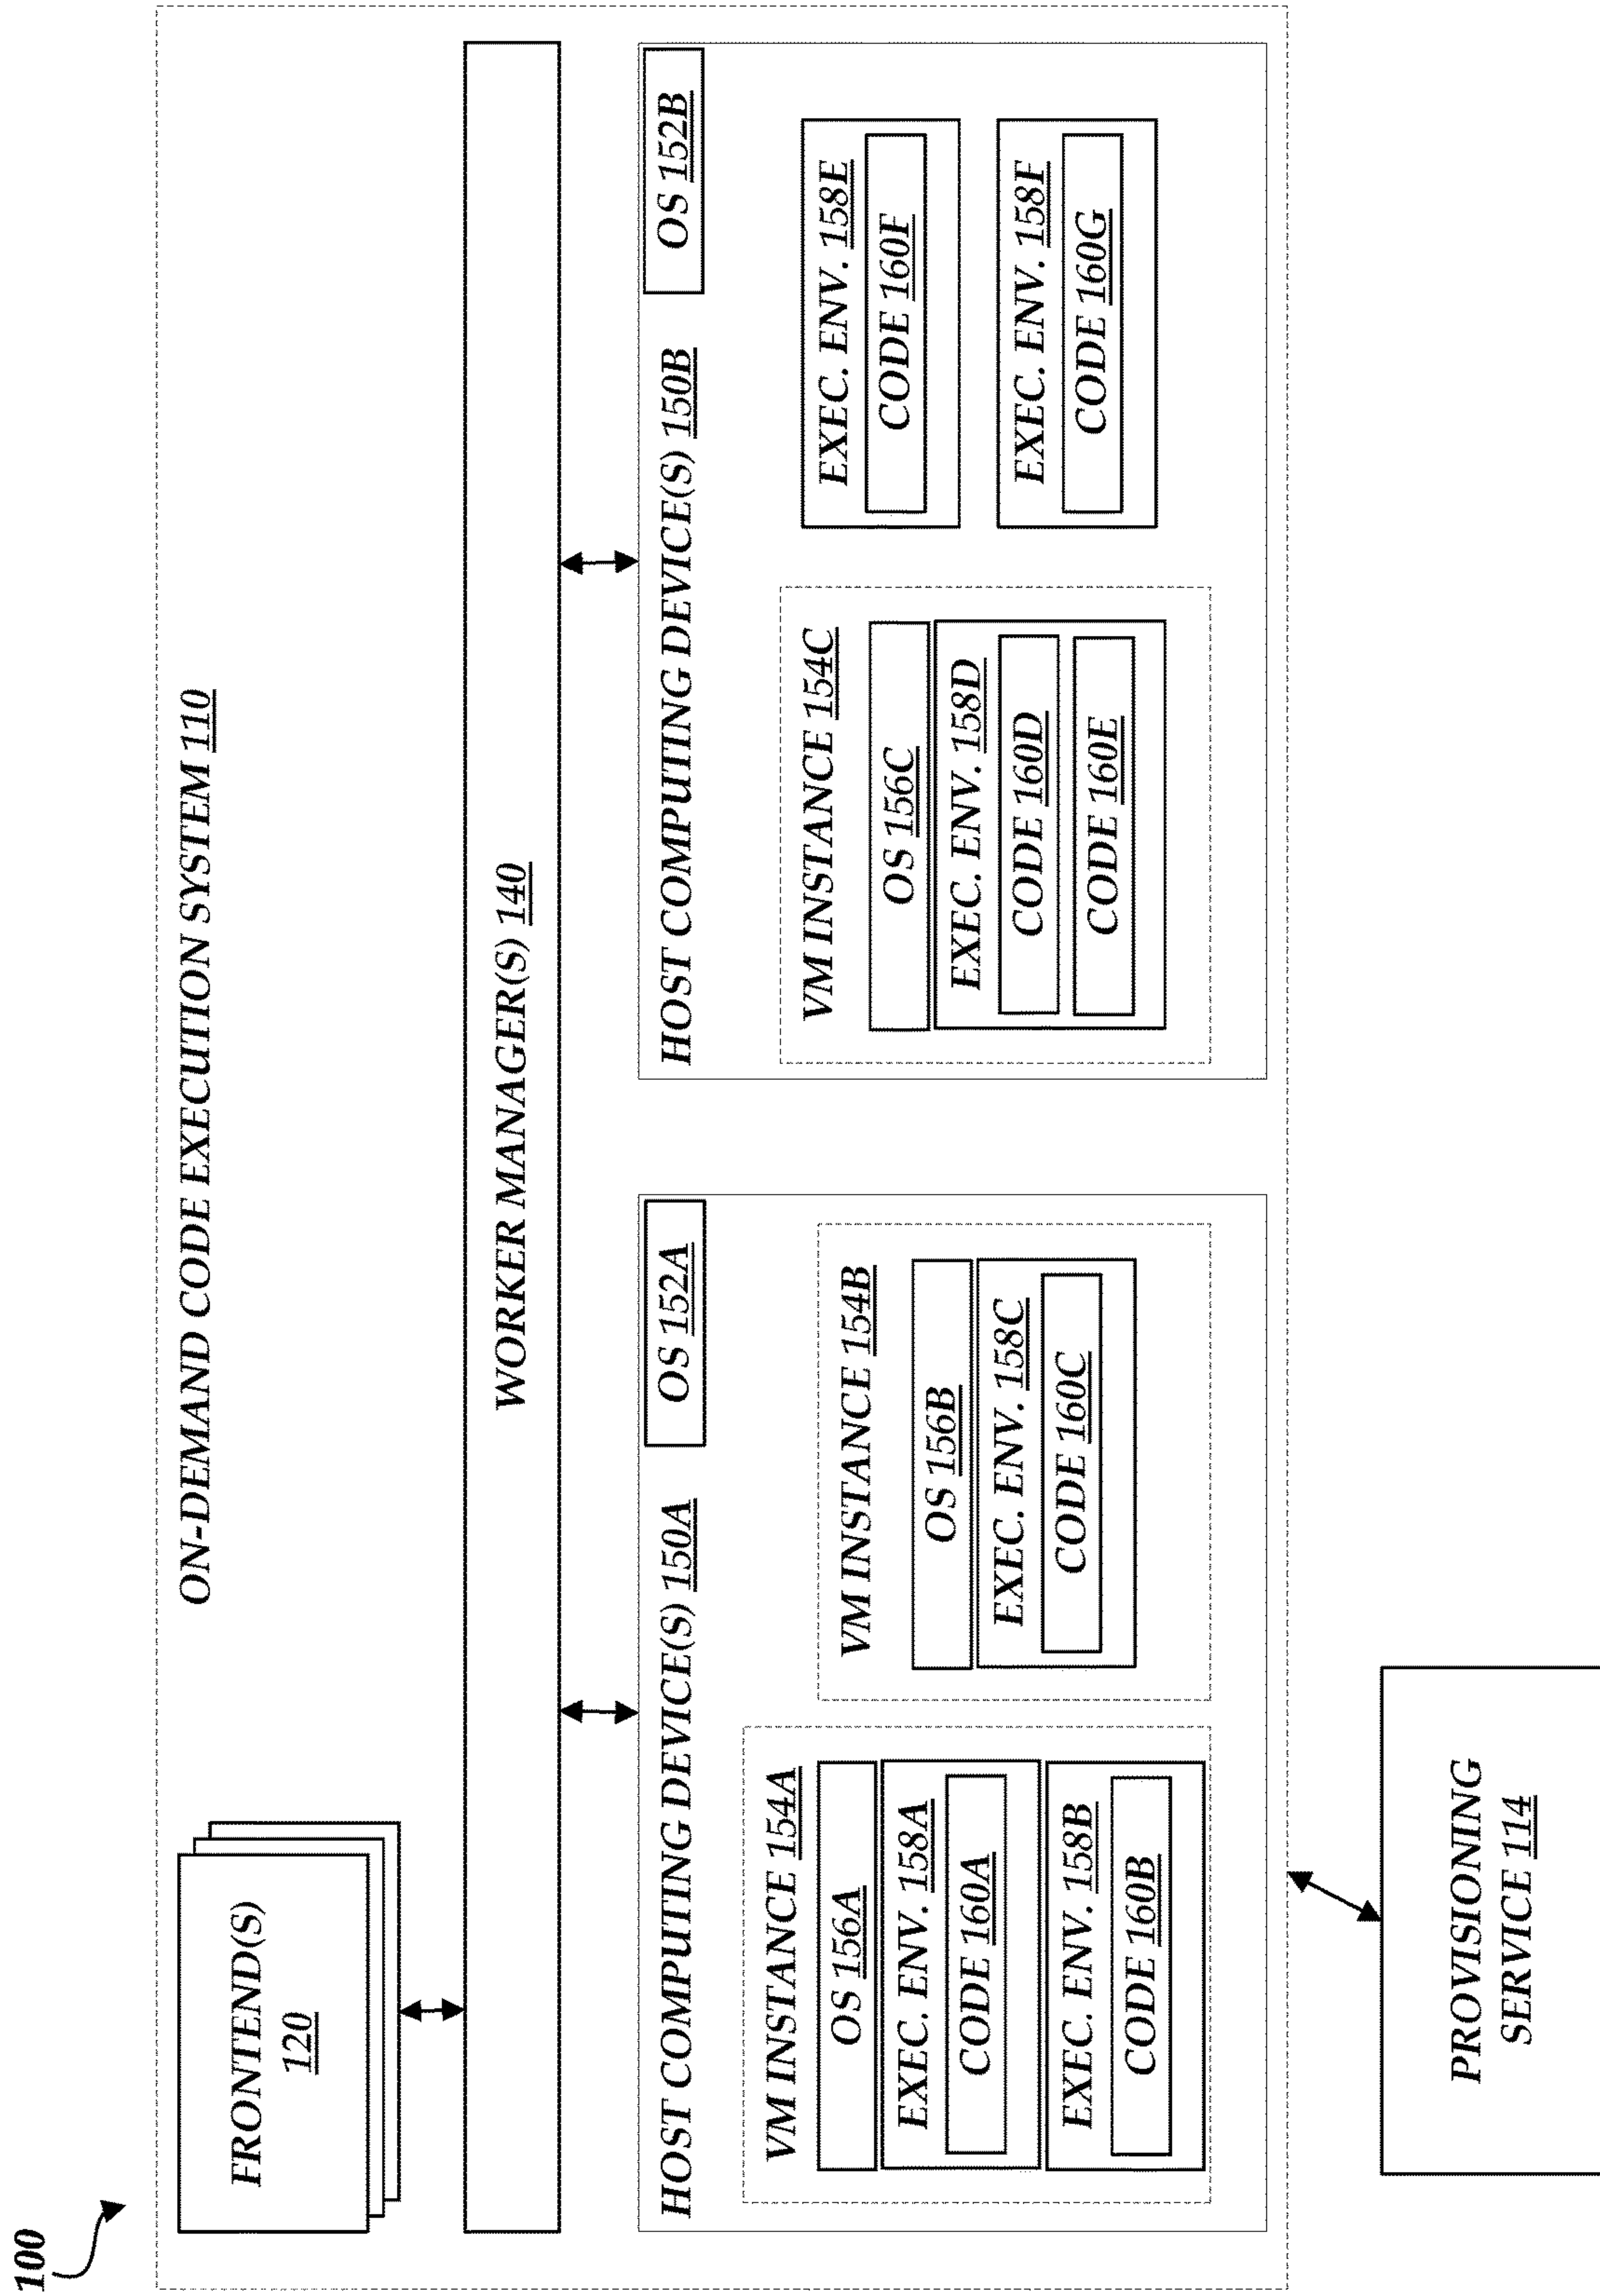 100
ON-DEMAND CODE EXECUTION SYSTEM 110
FRONTEND(S)
120
WORKER MANAGER(S) 140
HOST COMPUTING DEVICE(S) 150A
OS 152A
VM INSTANCE 154A
OS 156A
EXEC. ENV. 158A
CODE 160A
EXEC. ENV. 158B
CODE 160B
VM INSTANCE 154B
OS 156B
EXEC. ENV. 158C
CODE 160C
HOST COMPUTING DEVICE(S) 150B
OS 152B
VM INSTANCE 154C
OS 156C
EXEC. ENV. 158D
CODE 160D
CODE 160E
EXEC. ENV. 158E
CODE 160F
EXEC. ENV. 158F
CODE 160G
PROVISIONING
SERVICE 114